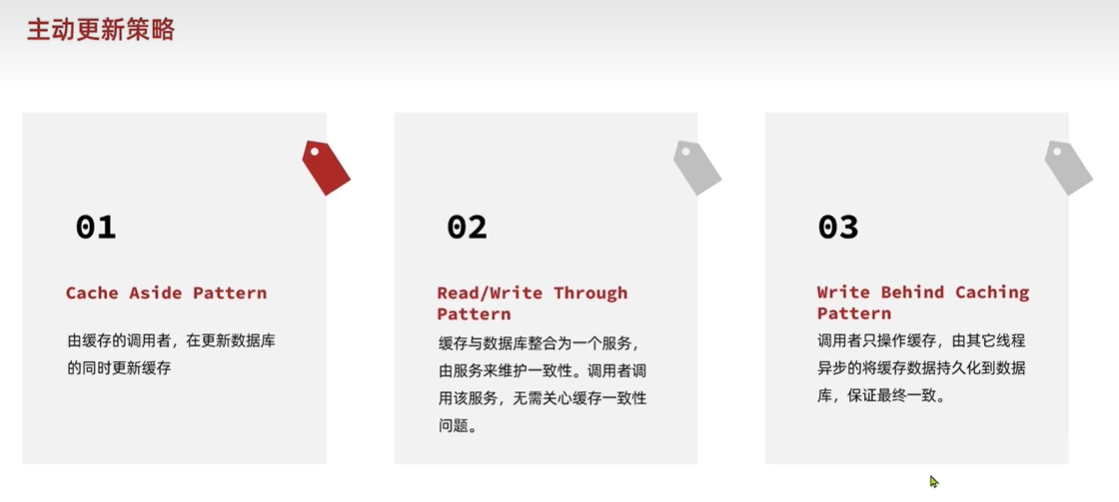 主动更新策略
01
Cache Aside Pattern
由缓存的调用者，在更新数据库
的同时更新缓存
02
Read/Write Through
Pattern
缓存与数据库整合为一个服务，
由服务来维护一致性。调用者调
用该服务，无需关心缓存一致性
问题。
03
Write Behind Caching
Pattern
调用者只操作缓存，由其它线程
异步的将缓存数据持久化到数据
库，保证最终一致。